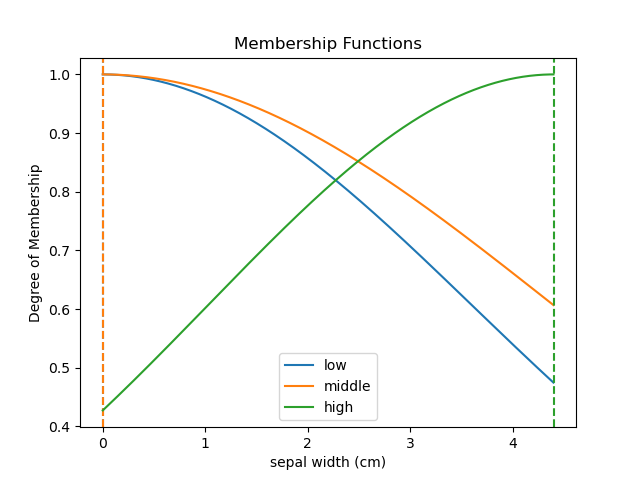 Membership Functions
Degree of Membership
1.0
0.9
0.8
0.7
0.6
0.5
0.4
low
middle
high
0 1 2 3 4
sepal width (cm)